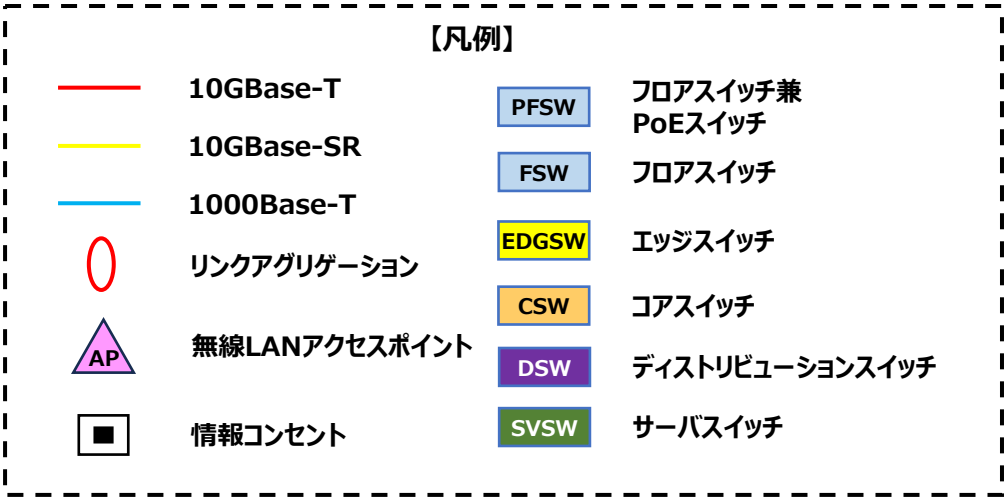 【凡例】
10GBase-T
10GBase-SR
1000Base-T
リンクアグリゲーション
AP
無線LANアクセスポイント
情報コンセント
PFSW
フロアスイッチ兼
PoEスイッチ
FSW
フロアスイッチ
EDGSW
エッジスイッチ
CSW
コアスイッチ
DSW
ディストリビューションスイッチ
SVSW
サーバスイッチ